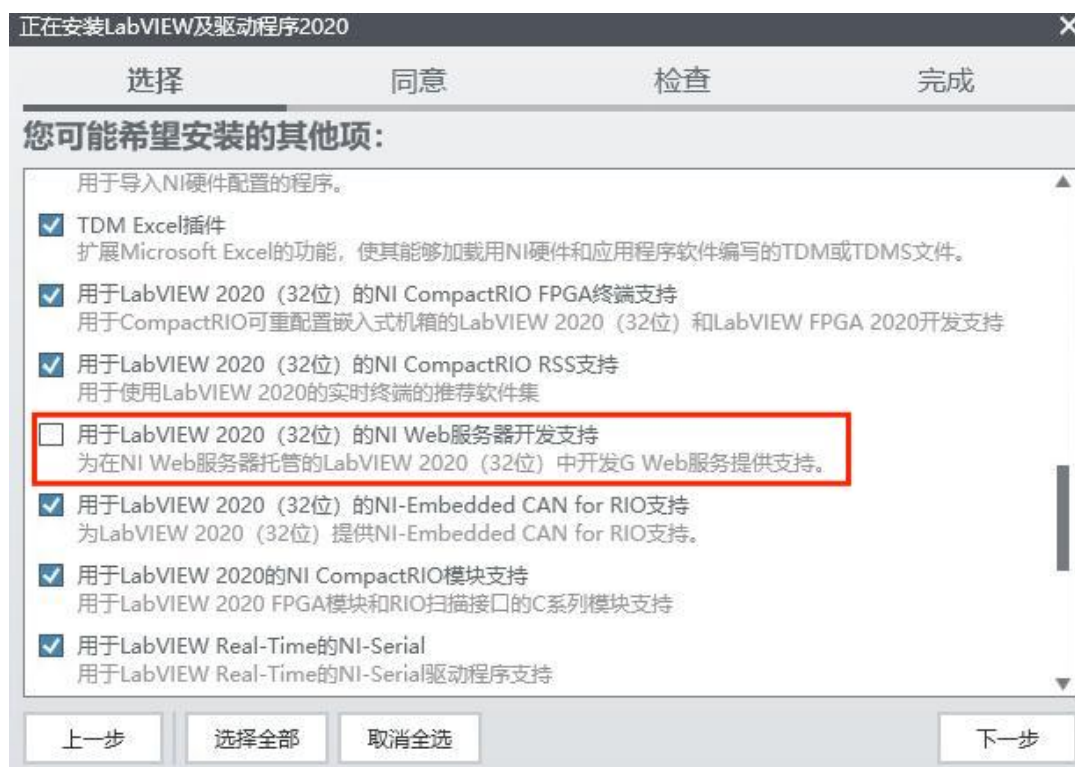 正在安装LabVIEW及驱动程序2020
选择 同意 检查 完成
您可能希望安装的其他项:
用于导入NI硬件配置的程序。
TDM Excel插件
扩展Microsoft Excel的功能，使其能够加载用NI硬件和应用程序软件编写的TDM或TDMS文件。
用于LabVIEW 2020（32位）的NI CompactRIO FPGA终端支持
用于CompactRIO可重配置嵌入式机箱的LabVIEW 2020（32位）和LabVIEW FPGA 2020开发支持
用于LabVIEW 2020（32位）的NI CompactRIO RSS支持
用于使用LabVIEW 2020的实时终端的推荐软件集
用于LabVIEW 2020（32位）的NI Web服务器开发支持
为在NI Web服务器托管的LabVIEW 2020（32位）中开发G Web服务提供支持。
用于LabVIEW 2020（32位）的NI-Embedded CAN for RIO支持
为LabVIEW 2020（32位）提供NI-Embedded CAN for RIO支持。
用于LabVIEW 2020的NI CompactRIO模块支持
用于LabVIEW 2020 FPGA模块和RIO扫描接口的C系列模块支持
用于LabVIEW Real-Time的NI-Serial
用于LabVIEW Real-Time的NI-Serial驱动程序支持
上一步 选择全部 取消全选 下一步